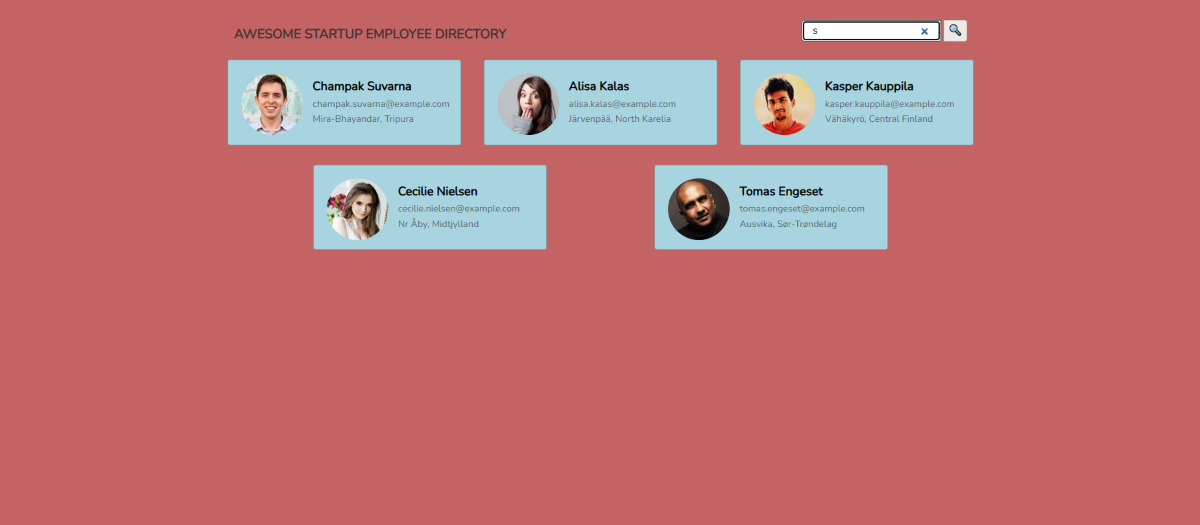 AWESOME STARTUP EMPLOYEE DIRECTORY
s
Champak Suvarna
champak.suvarna@example.com
Mira-Bhayandar, Tripura
Alisa Kalas
alisa.kalas@example.com
Järvenpää, North Karelia
Kasper Kauppila
kasper.kauppila@example.com
Vähäkyrö, Central Finland
Cecilie Nielsen
cecilie.nielsen@example.com
Nr Åby, Midtjylland
Tomas Engeset
tomas.engeset@example.com
Ausvika, Sør-Trøndelag